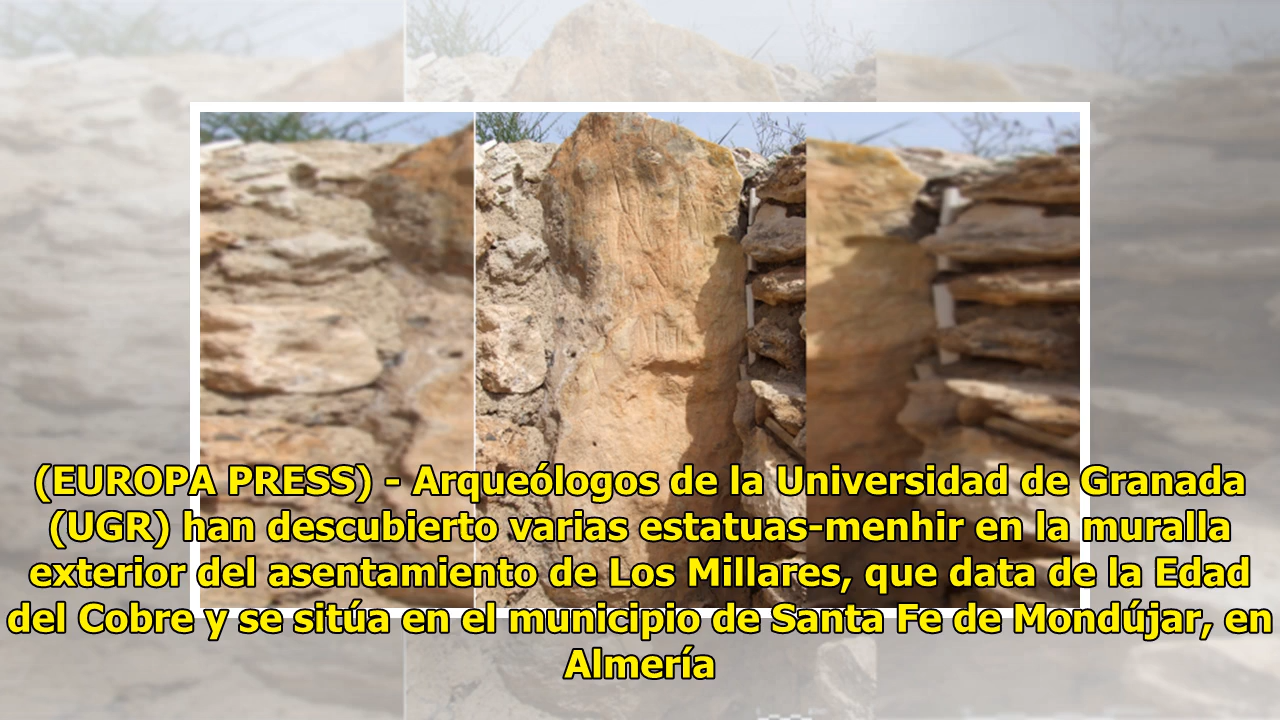 (EUROPA PRESS) - Arqueólogos de la Universidad de Granada
(UGR) han descubierto varias estatuas-menhir en la muralla
exterior del asentamiento de Los Millares, que data de la Edad
del Cobre y se sitúa en el municipio de Santa Fe de Mondújar, en
Almería